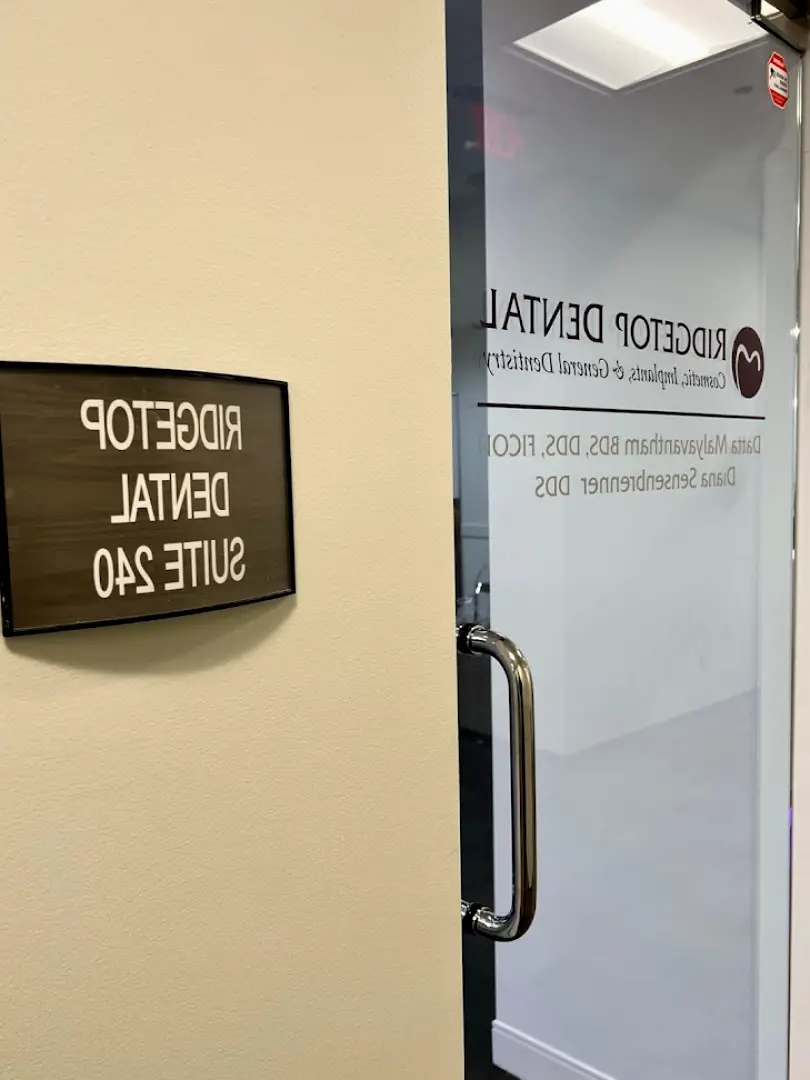 RIDGETOP
DENTAL
SUITE 240
RIDGETOP DENTAL
Cosmetic, Implants, & General Dentistry
Datta Malyavantham BDS, DDS, FICOI
Diana Sensenbrenner DDS